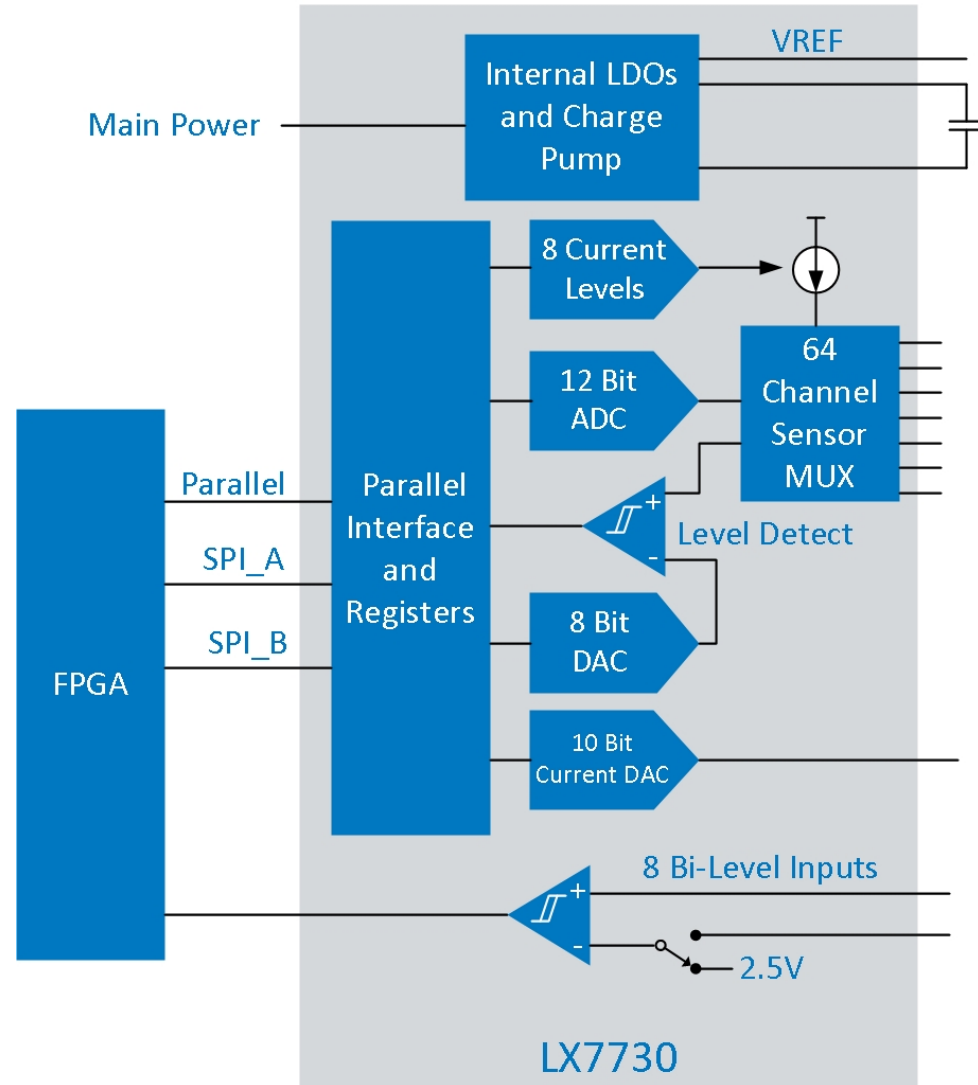 VREF
Internal LDOs
and Charge
Pump
Main Power
8 Current
Levels
64
Channel
Sensor
MUX
12 Bit
ADC
Parallel
SPI_A
SPI_B
FPGA
Parallel
Interface
and
Registers
+
-
Level Detect
8 Bit
DAC
10 Bit
Current DAC
8 Bi-Level Inputs
+
-
2.5V
LX7730